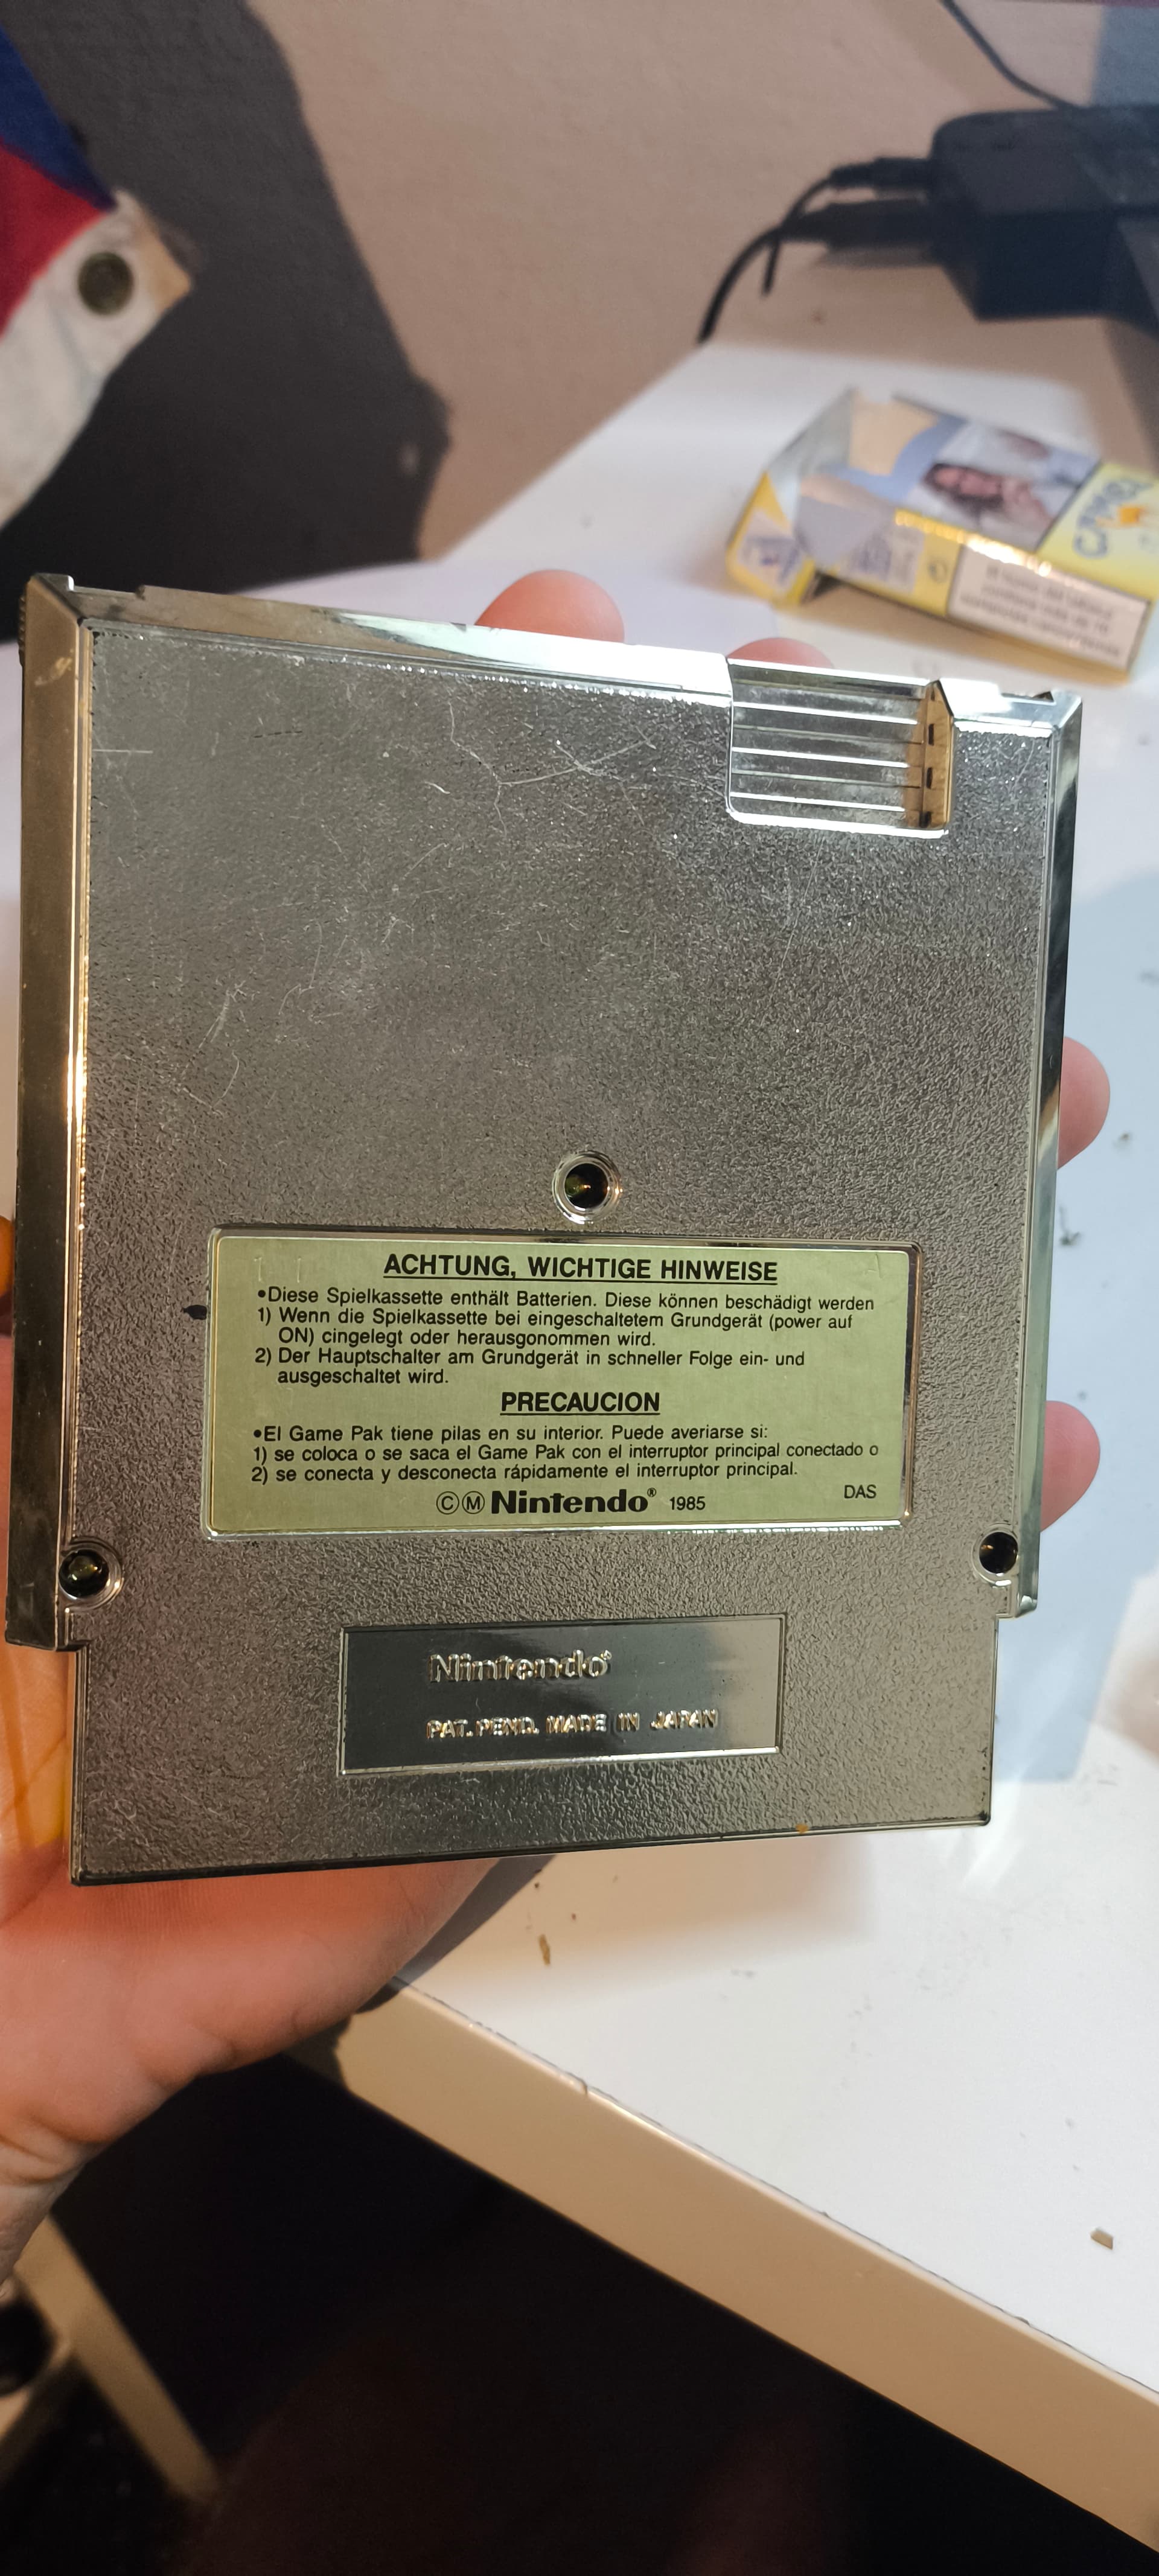 CAMEL
ACHTUNG, WICHTIGE HINWEISE
•Diese Spielkassette enthält Batterien. Diese können beschädigt werden
1) Wenn die Spielkassette bei eingeschaltetem Grundgerät (power auf
ON) cingelegt oder herausgonommen wird.
2) Der Hauptschalter am Grundgerät in schneller Folge ein- und
ausgeschaltet wird.
PRECAUCION
•El Game Pak tiene pilas en su interior. Puede averiarse si:
1) se coloca o se saca el Game Pak con el interruptor principal conectado o
2) se conecta y desconecta rápidamente el interruptor principal.
ⒸⓂ Nintendo® 1985
DAS
Nintendo®
PAT. PEND. MADE IN JAPAN